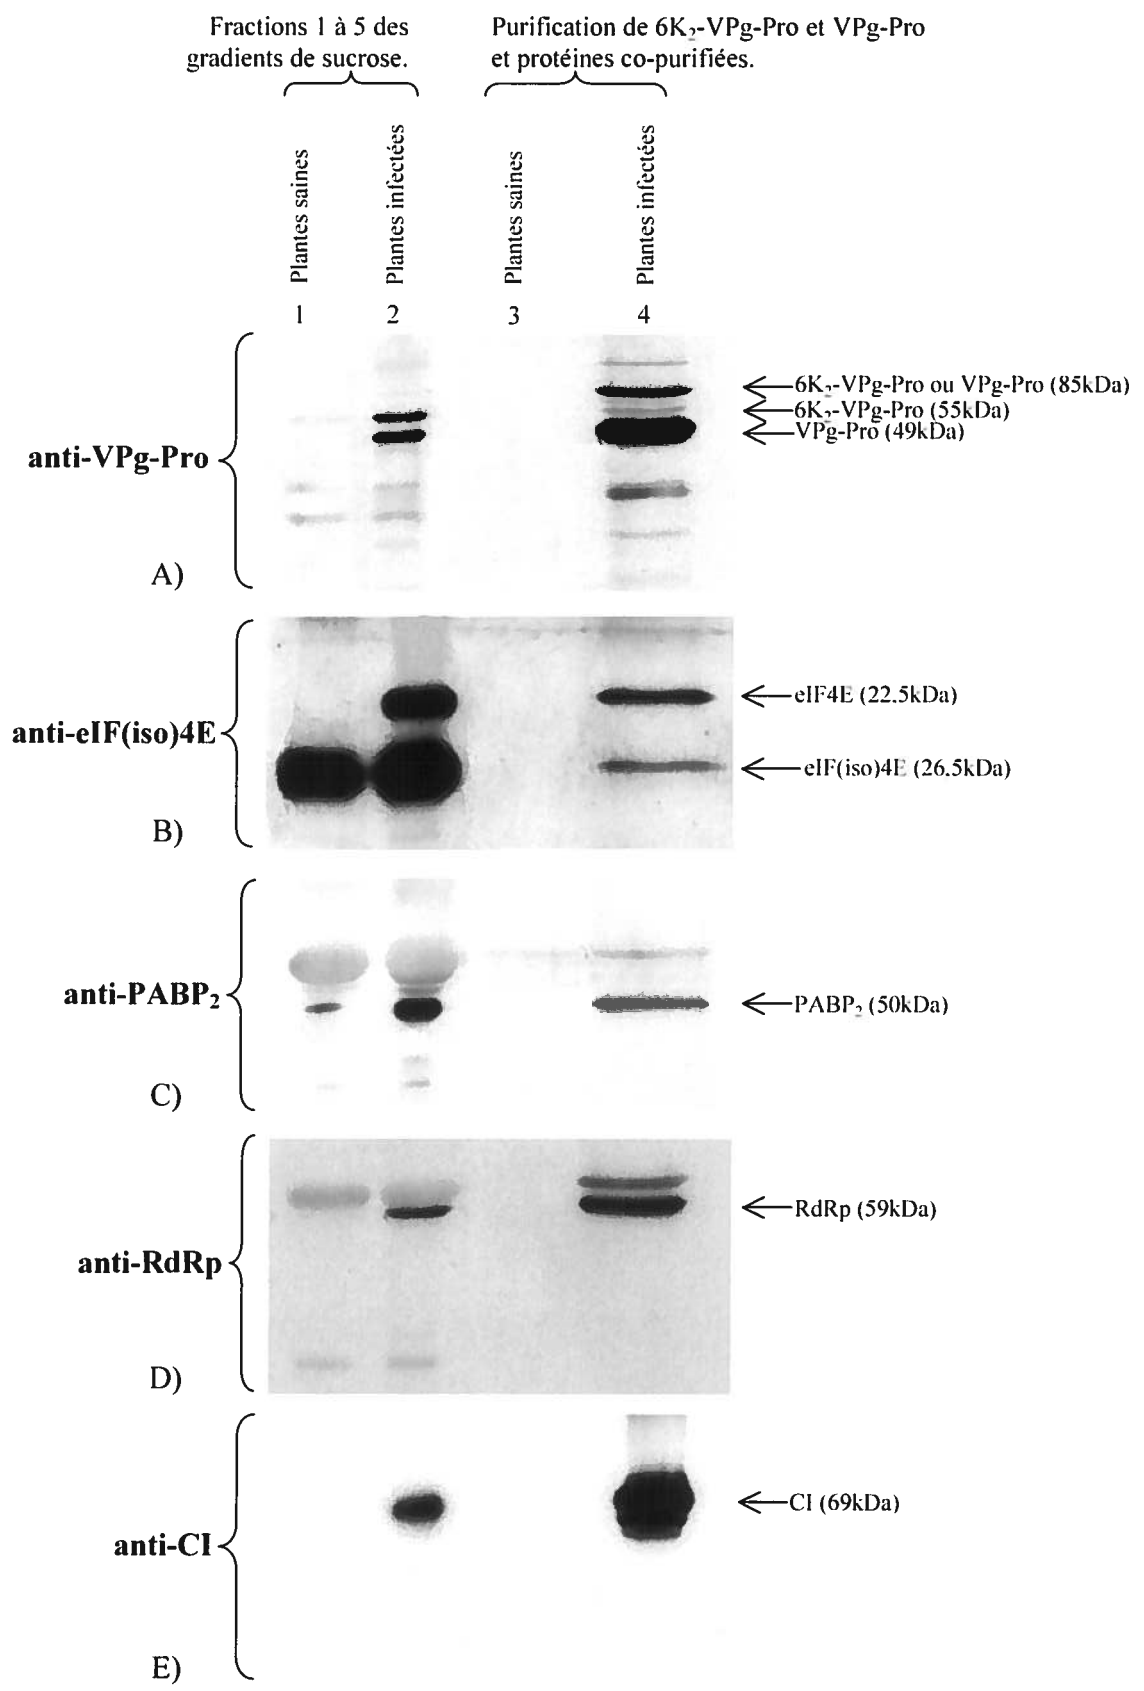 Fractions 1 à 5 des
gradients de sucrose.
Purification de 6K₂-VPg-Pro et VPg-Pro
et protéines co-purifiées.
Plantes saines
Plantes infectées
Plantes saines
Plantes infectées
1
2
3
4
anti-VPg-Pro
6K₂-VPg-Pro ou VPg-Pro (85kDa)
6K₂-VPg-Pro (55kDa)
VPg-Pro (49kDa)
A)
anti-eIF(iso)4E
eIF4E (22.5kDa)
eIF(iso)4E (26.5kDa)
B)
anti-PABP₂
PABP₂ (50kDa)
C)
anti-RdRp
RdRp (59kDa)
D)
anti-CI
CI (69kDa)
E)